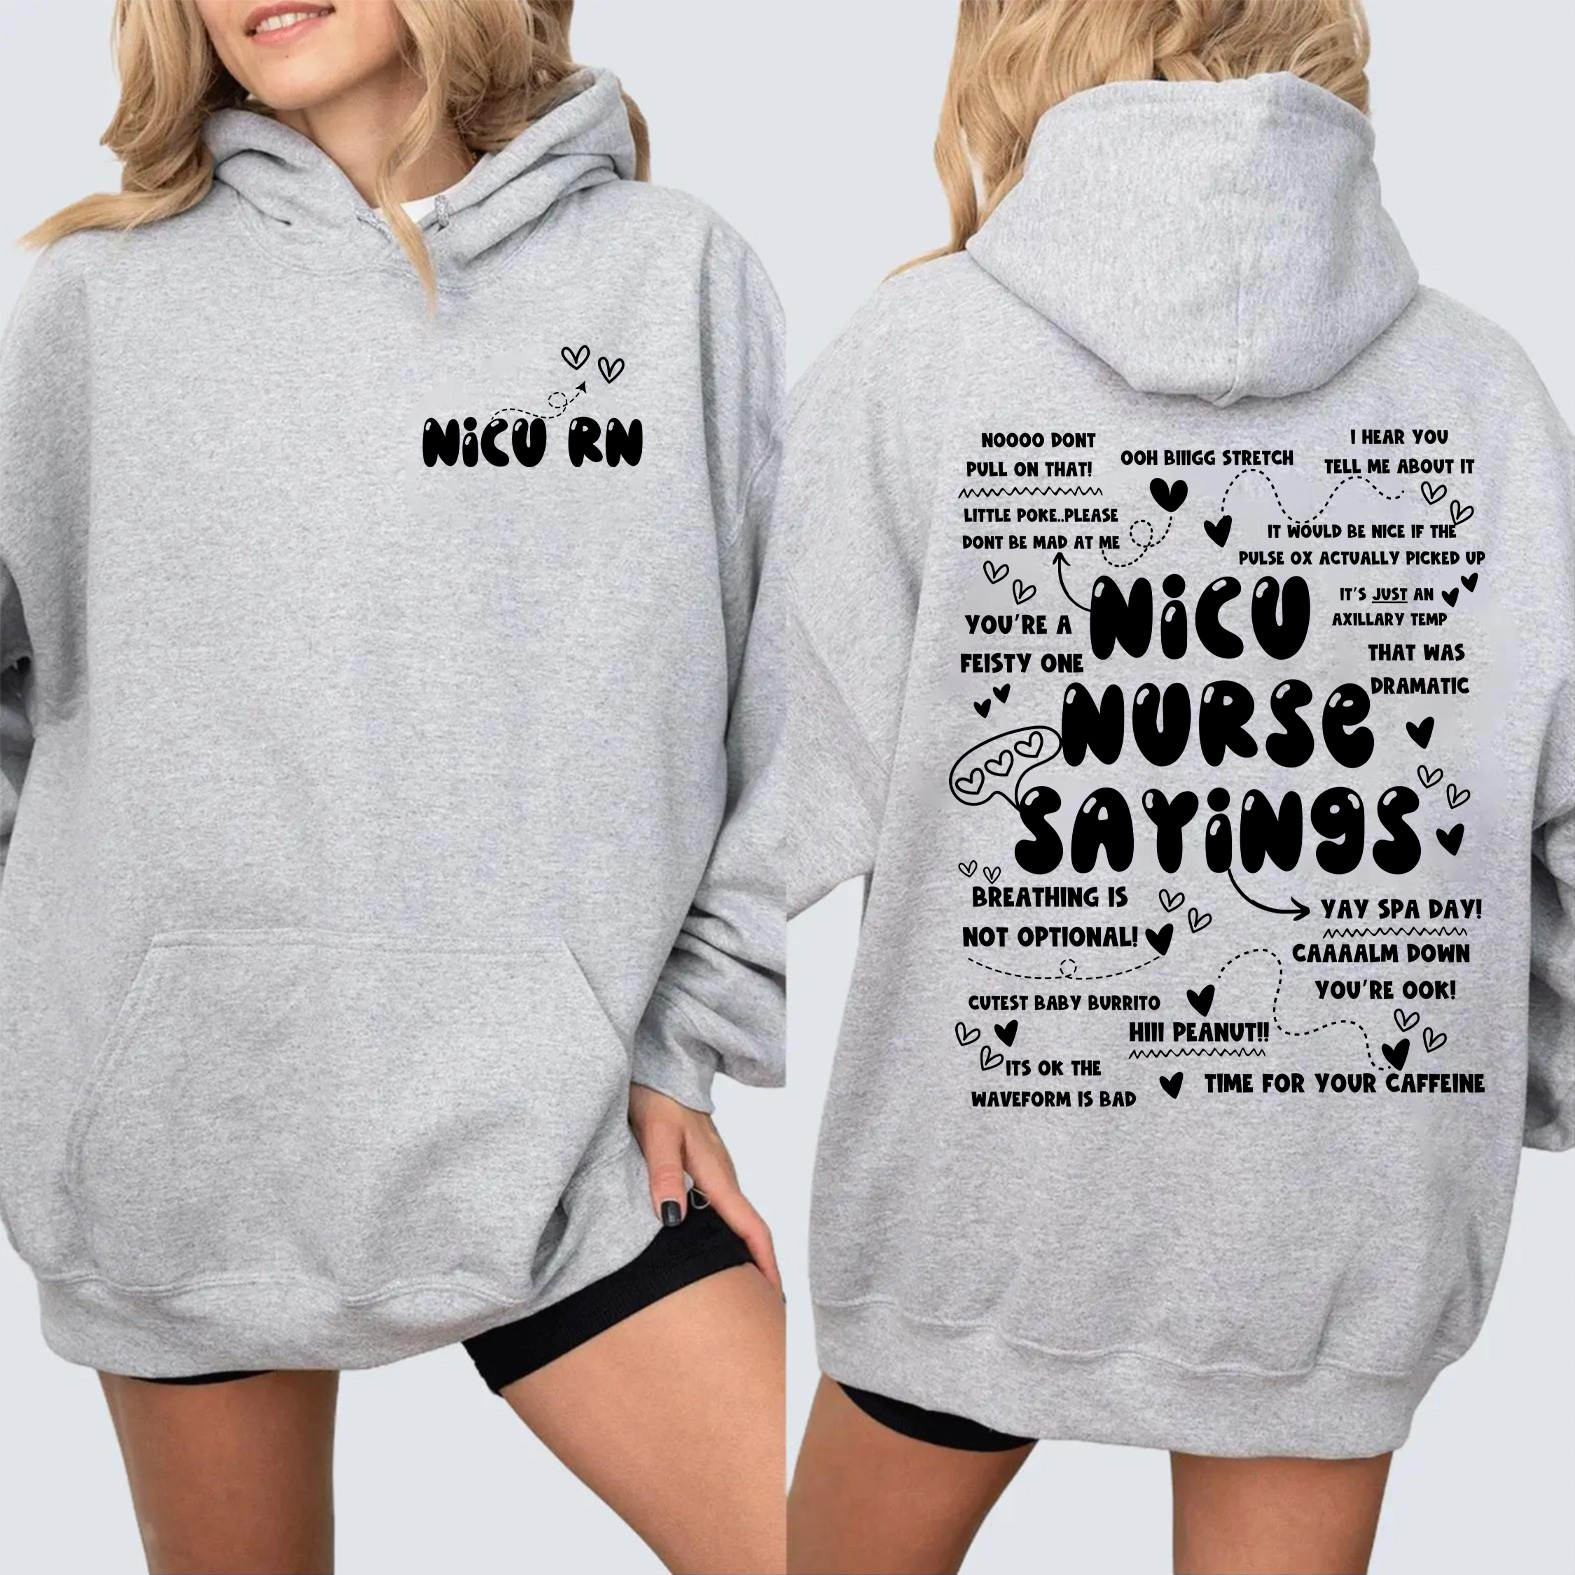 NiCU RN
NOOOO DONT
PULL ON THAT!
OOH BIIIGG STRETCH
I HEAR YOU
TELL ME ABOUT IT
LITTLE POKE..PLEASE
DONT BE MAD AT ME
IT WOULD BE NICE IF THE
PULSE OX ACTUALLY PICKED UP
YOU'RE A
FEISTY ONE
IT'S JUST AN
AXILLARY TEMP
THAT WAS
DRAMATIC
NiCU
NURSe
SAYiNgS
BREATHING IS
NOT OPTIONAL!
YAY SPA DAY!
CAAAALM DOWN
YOU'RE OOK!
CUTEST BABY BURRITO
HIII PEANUT!!
ITS OK THE
WAVEFORM IS BAD
TIME FOR YOUR CAFFEINE